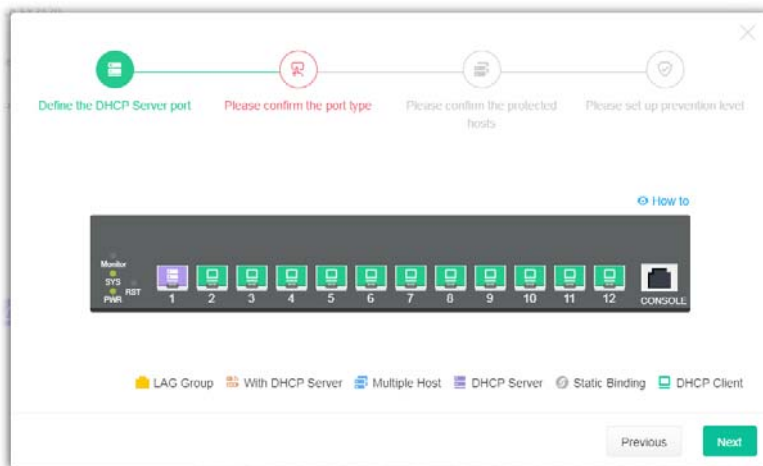 Define the DHCP Server port
Please confirm the port type
Please confirm the protected
hosts
Please set up prevention level
How to
Monitor
SYS
PWR
RST
1 2 3 4 5 6 7 8 9 10 11 12
CONSOLE
LAG Group With DHCP Server Multiple Host DHCP Server Static Binding DHCP Client
Previous
Next